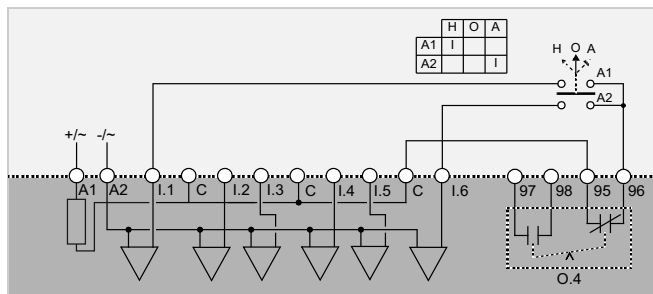 H O A
A1 I
A2 I
H O A
A1
A2
+/~ -/~
A1 A2 I.1 C I.2 I.3 C I.4 I.5 C I.6 97 98 95 96
O.4